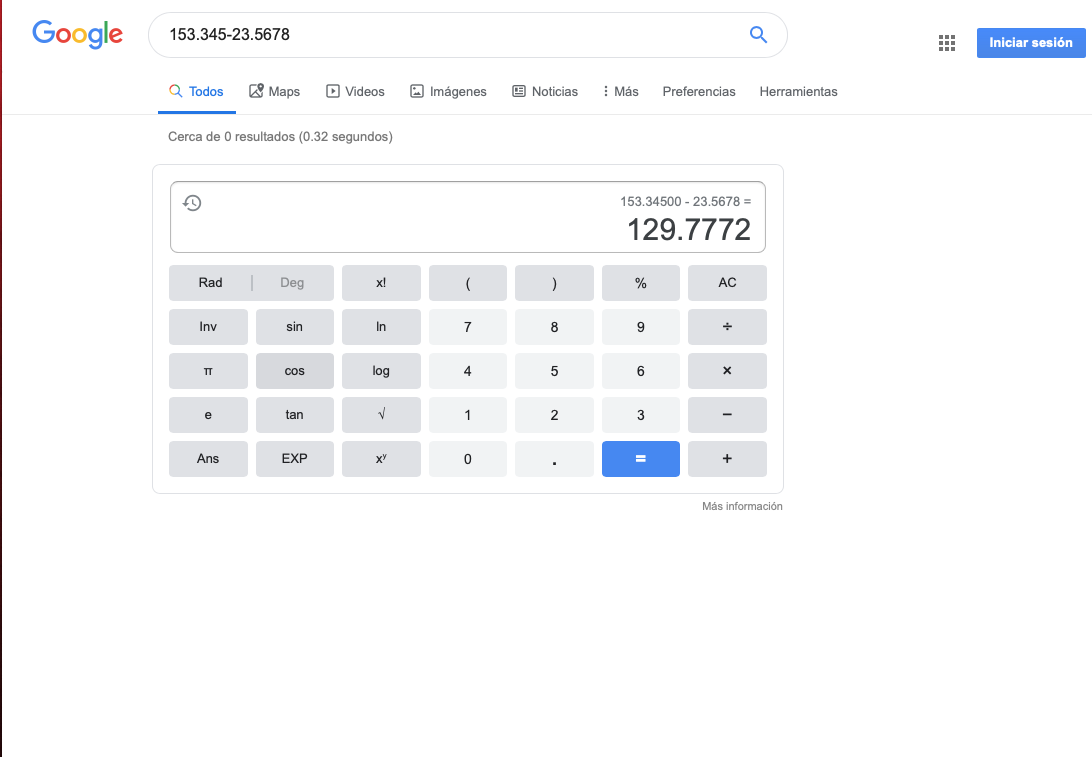 Google
153.345-23.5678
Iniciar sesión
Todos Maps Videos Imágenes Noticias Más Preferencias Herramientas
Cerca de 0 resultados (0.32 segundos)
153.34500 - 23.5678 =
129.7772
Rad | Deg x! ( ) % AC
Inv sin ln 7 8 9 ÷
π cos log 4 5 6 ×
e tan √ 1 2 3 −
Ans EXP xʸ 0 . = +
Más información